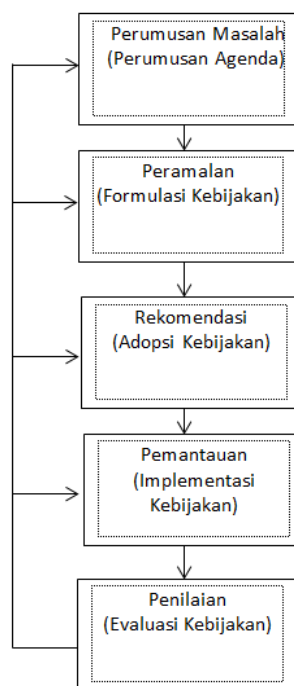 Perumusan Masalah
(Perumusan Agenda)
Peramalan
(Formulasi Kebijakan)
Rekomendasi
(Adopsi Kebijakan)
Pemantauan
(Implementasi
Kebijakan)
Penilaian
(Evaluasi Kebijakan)